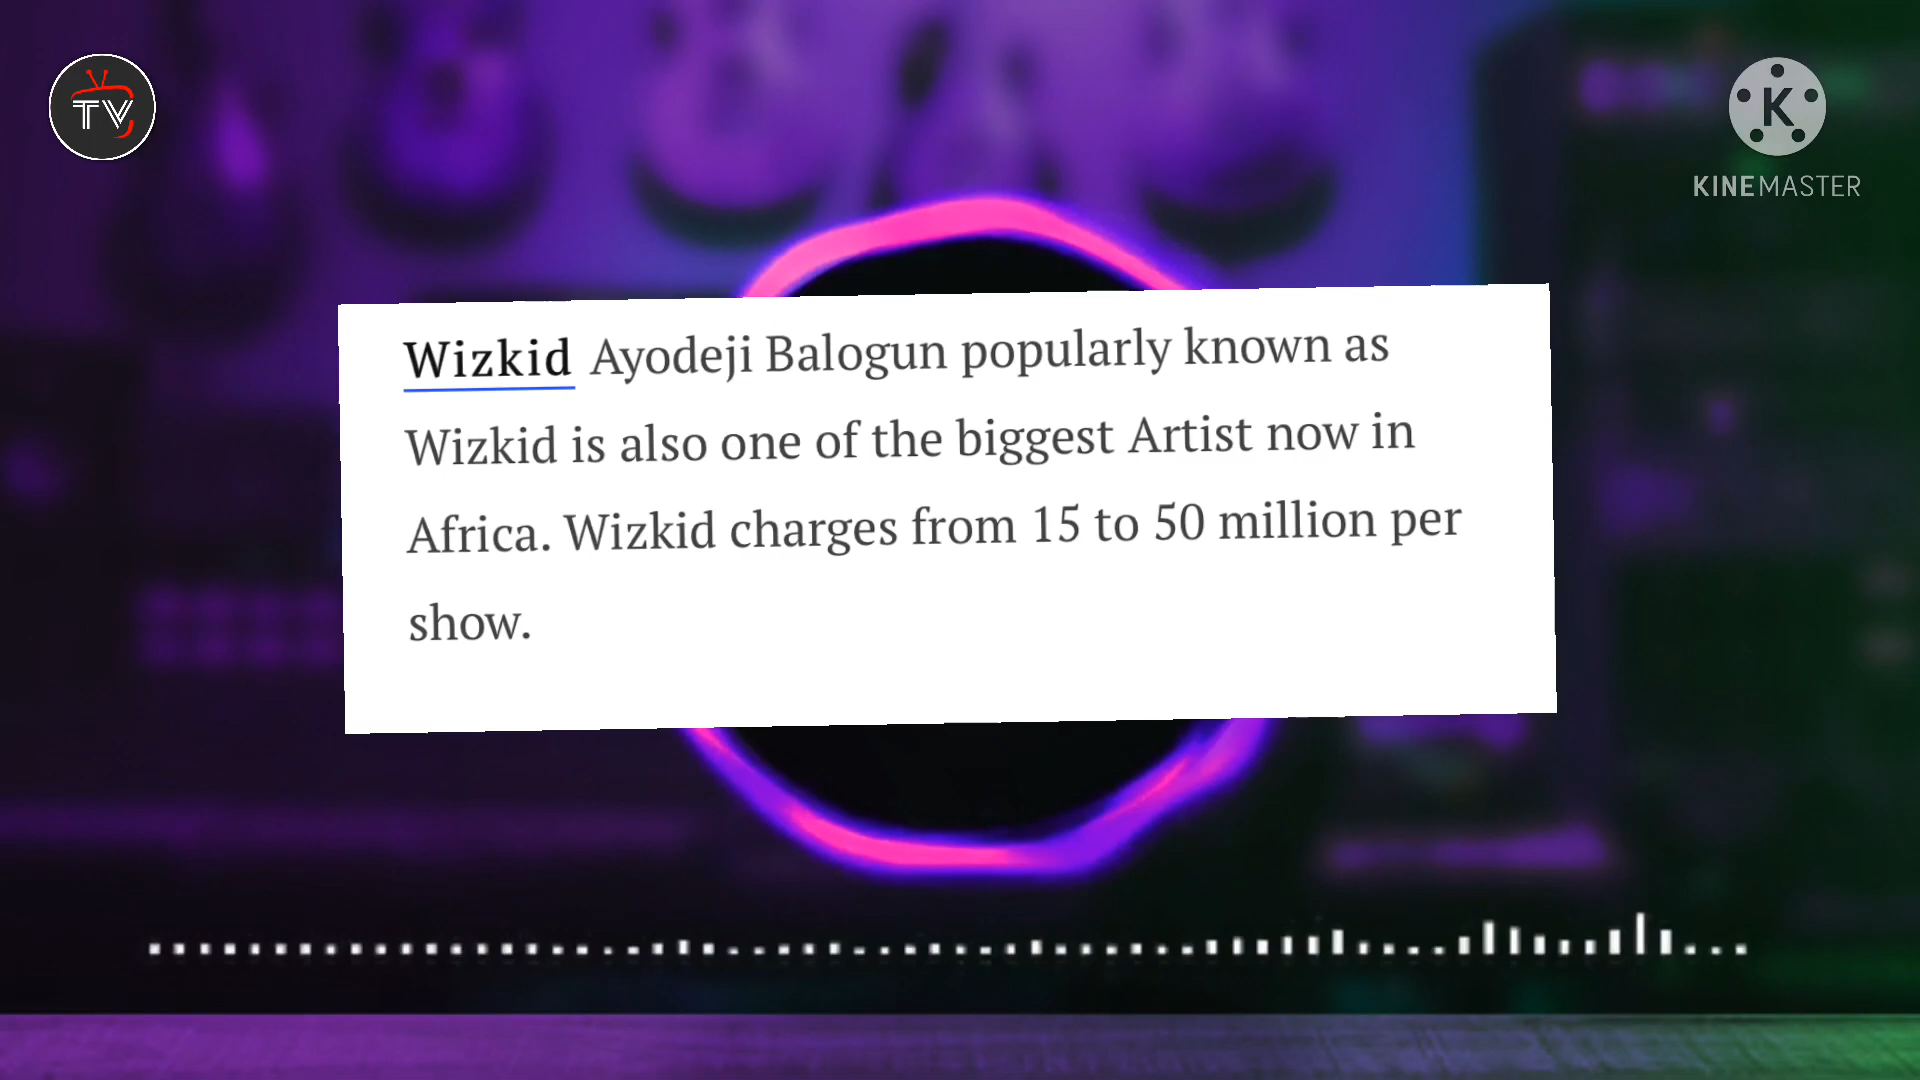 TV
KINEMASTER
Wizkid Ayodeji Balogun popularly known as
Wizkid is also one of the biggest Artist now in
Africa. Wizkid charges from 15 to 50 million per
show.